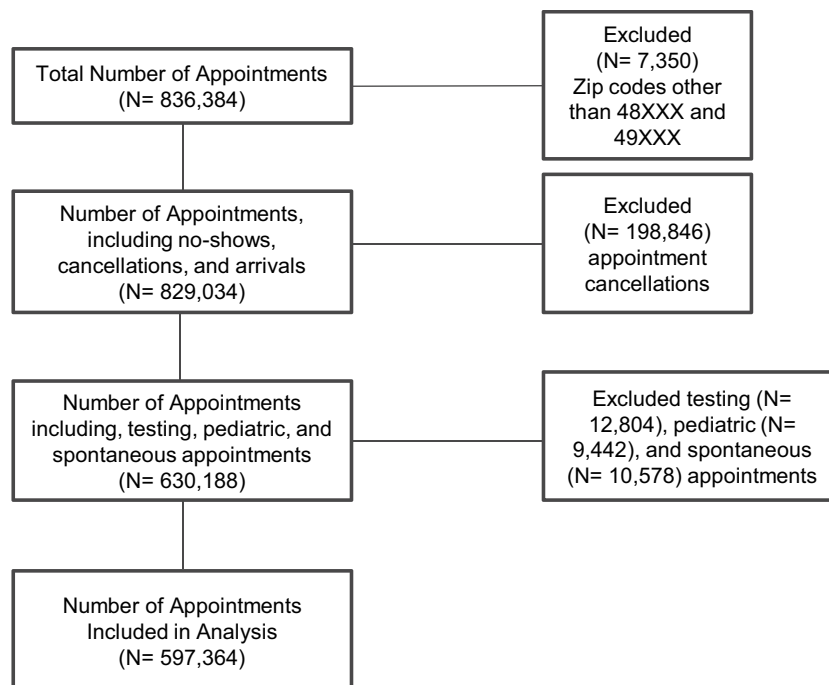 Total Number of Appointments
(N= 836,384)
Excluded
(N= 7,350)
Zip codes other
than 48XXX and
49XXX
Number of Appointments,
including no-shows,
cancellations, and arrivals
(N= 829,034)
Excluded
(N= 198,846)
appointment
cancellations
Number of Appointments
including, testing, pediatric, and
spontaneous appointments
(N= 630,188)
Excluded testing (N=
12,804), pediatric (N=
9,442), and spontaneous
(N= 10,578) appointments
Number of Appointments
Included in Analysis
(N= 597,364)